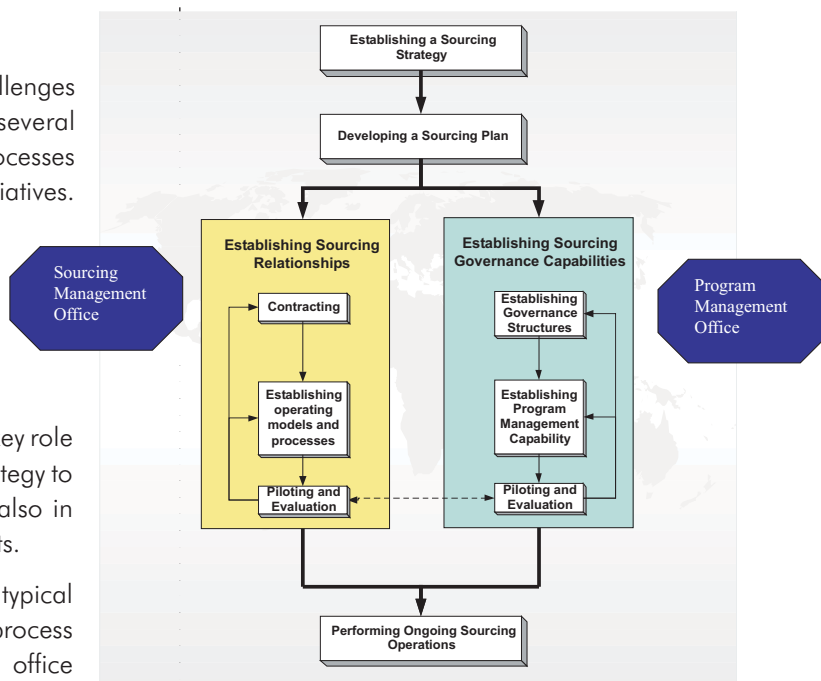 llenges
several
ocesses
iatives.
key role
tegy to
also in
ts.
typical
process
office
Establishing a Sourcing
Strategy
Developing a Sourcing Plan
Sourcing
Management
Office
Establishing Sourcing
Relationships
Contracting
Establishing
operating
models and
processes
Piloting and
Evaluation
Establishing Sourcing
Governance Capabilities
Establishing
Governance
Structures
Establishing
Program
Management
Capability
Piloting and
Evaluation
Program
Management
Office
Performing Ongoing Sourcing
Operations